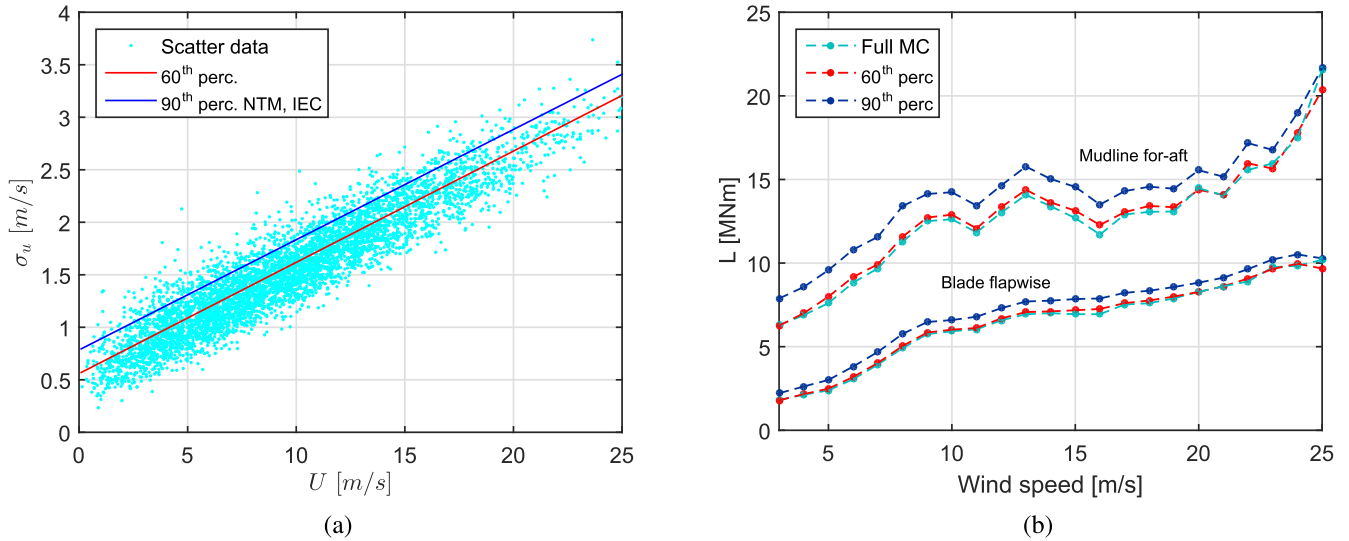 4
3.5
3
2.5
2
1.5
1
0.5
0
σu [m/s]
Scatter data
60th perc.
90th perc. NTM, IEC
0 5 10 15 20 25
U [m/s]
(a)
25
20
15
10
5
0
L [MNm]
Full MC
60th perc
90th perc
Mudline for-aft
Blade flapwise
5 10 15 20 25
Wind speed [m/s]
(b)